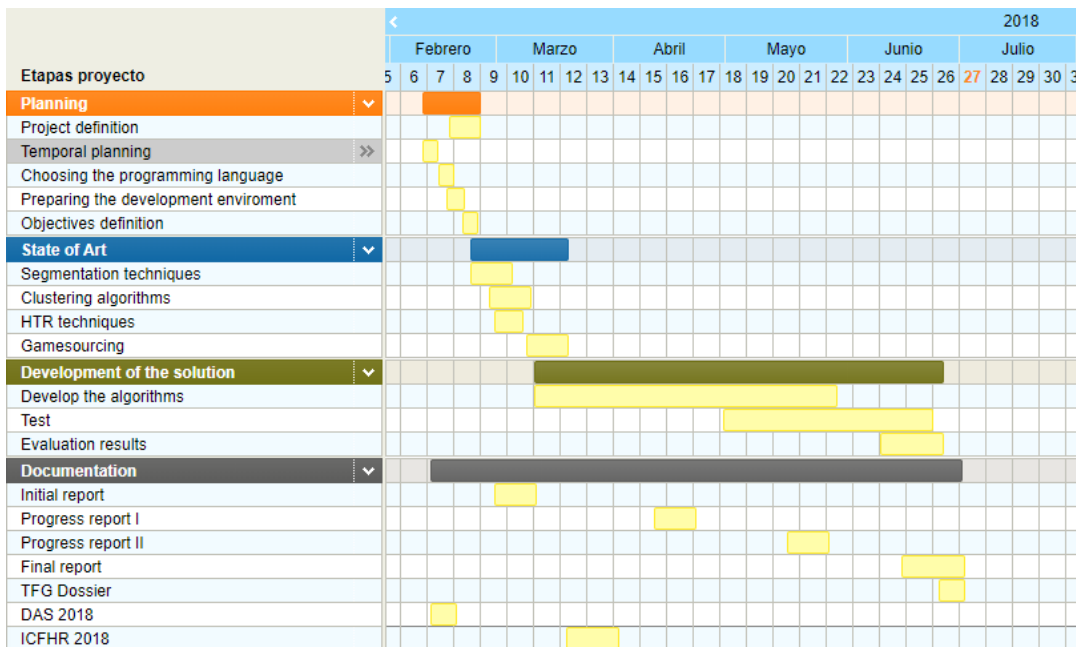 2018
Febrero Marzo Abril Mayo Junio Julio
Etapas proyecto 5 6 7 8 9 10 11 12 13 14 15 16 17 18 19 20 21 22 23 24 25 26 27 28 29 30
Planning
Project definition
Temporal planning
Choosing the programming language
Preparing the development enviroment
Objectives definition
State of Art
Segmentation techniques
Clustering algorithms
HTR techniques
Gamesourcing
Development of the solution
Develop the algorithms
Test
Evaluation results
Documentation
Initial report
Progress report I
Progress report II
Final report
TFG Dossier
DAS 2018
ICFHR 2018